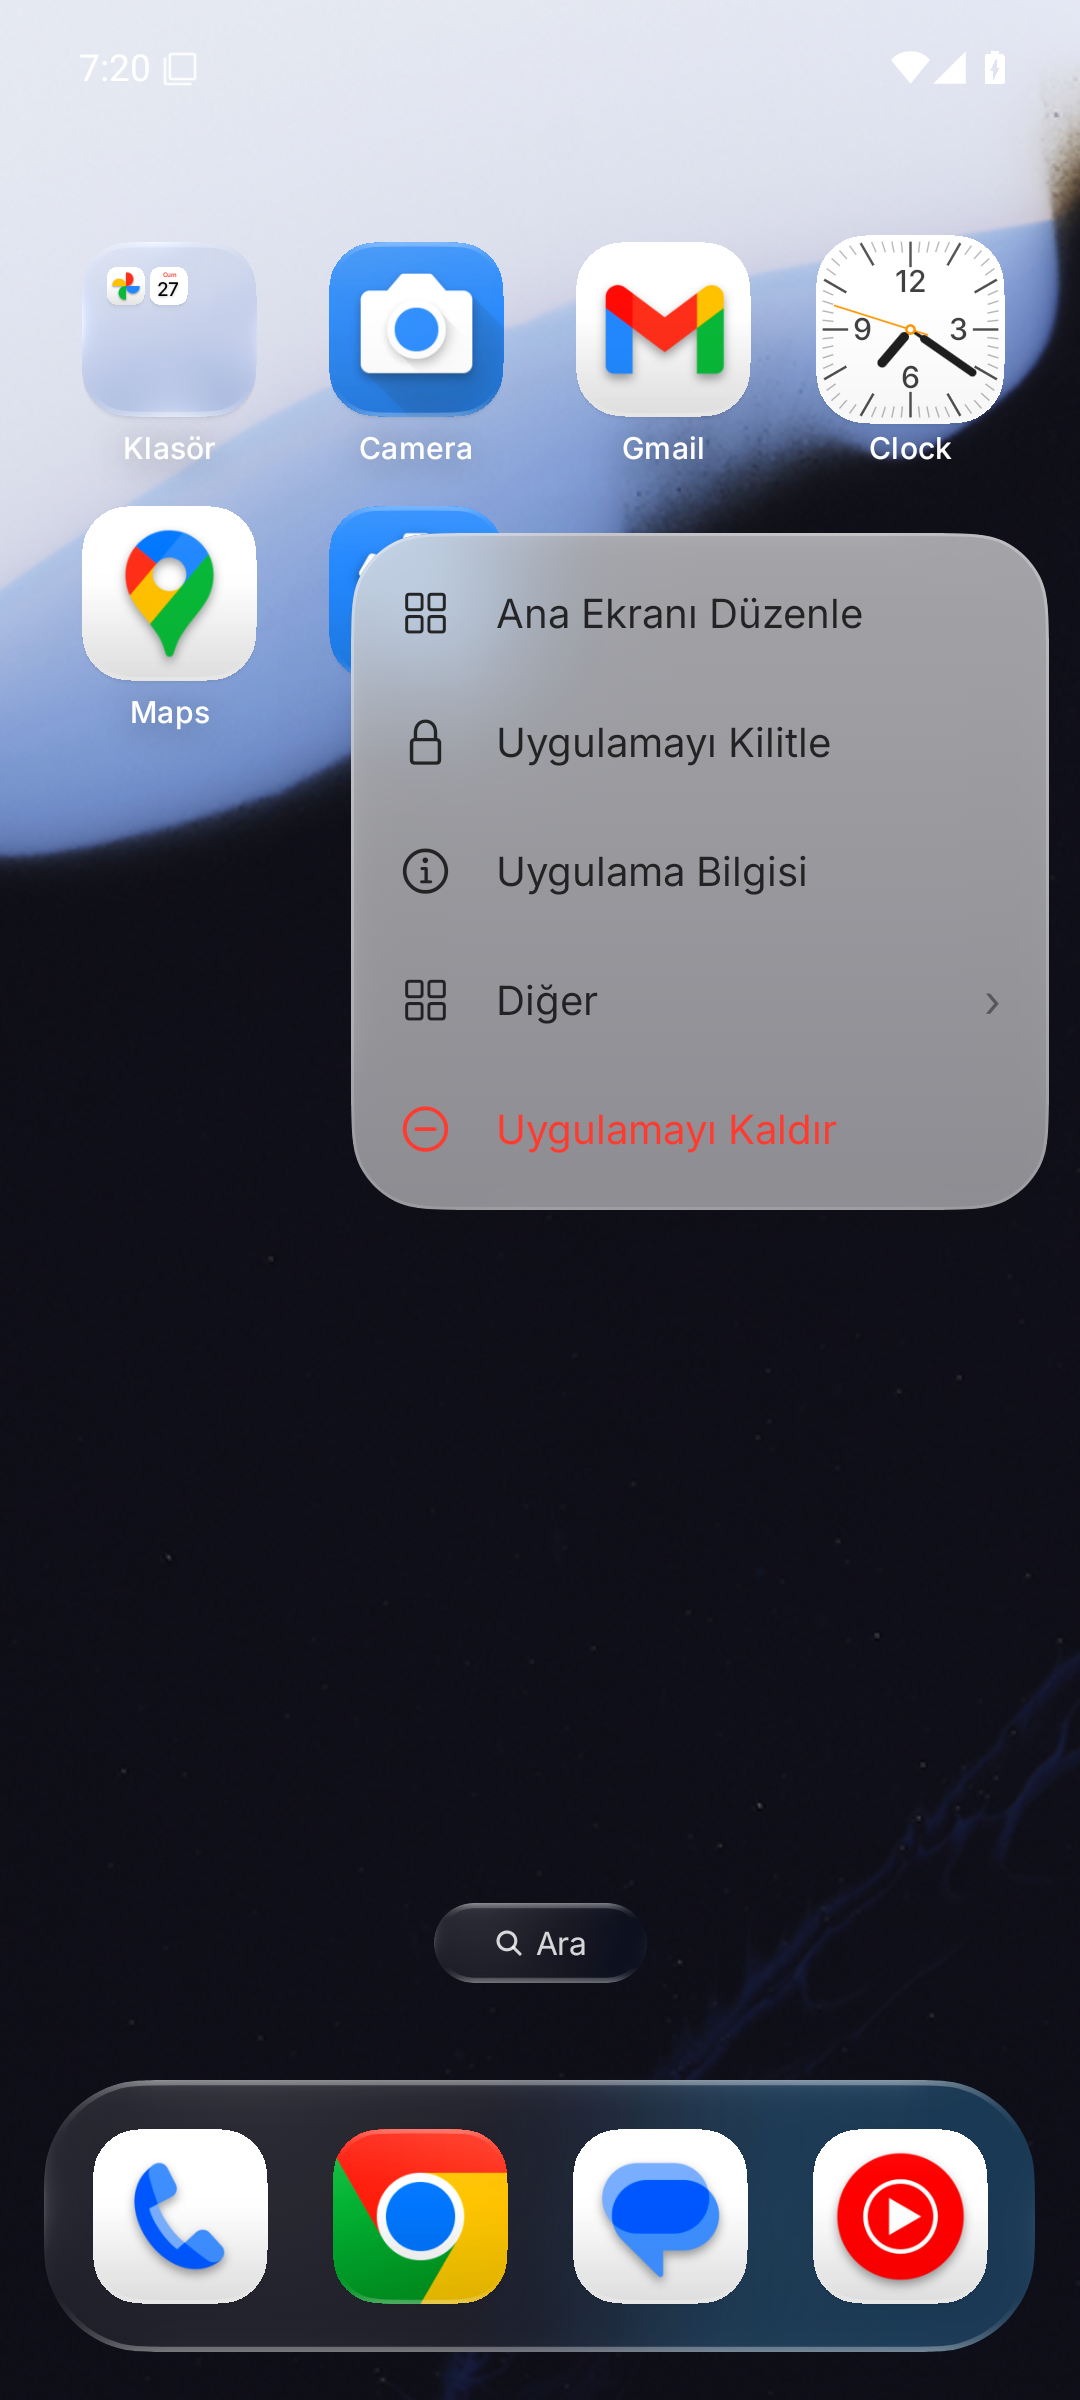 7:20
Cum
27
12
9
3
6
Klasör
Camera
Gmail
Clock
Maps
Ana Ekranı Düzenle
Uygulamayı Kilitle
Uygulama Bilgisi
Diğer
Uygulamayı Kaldır
Ara